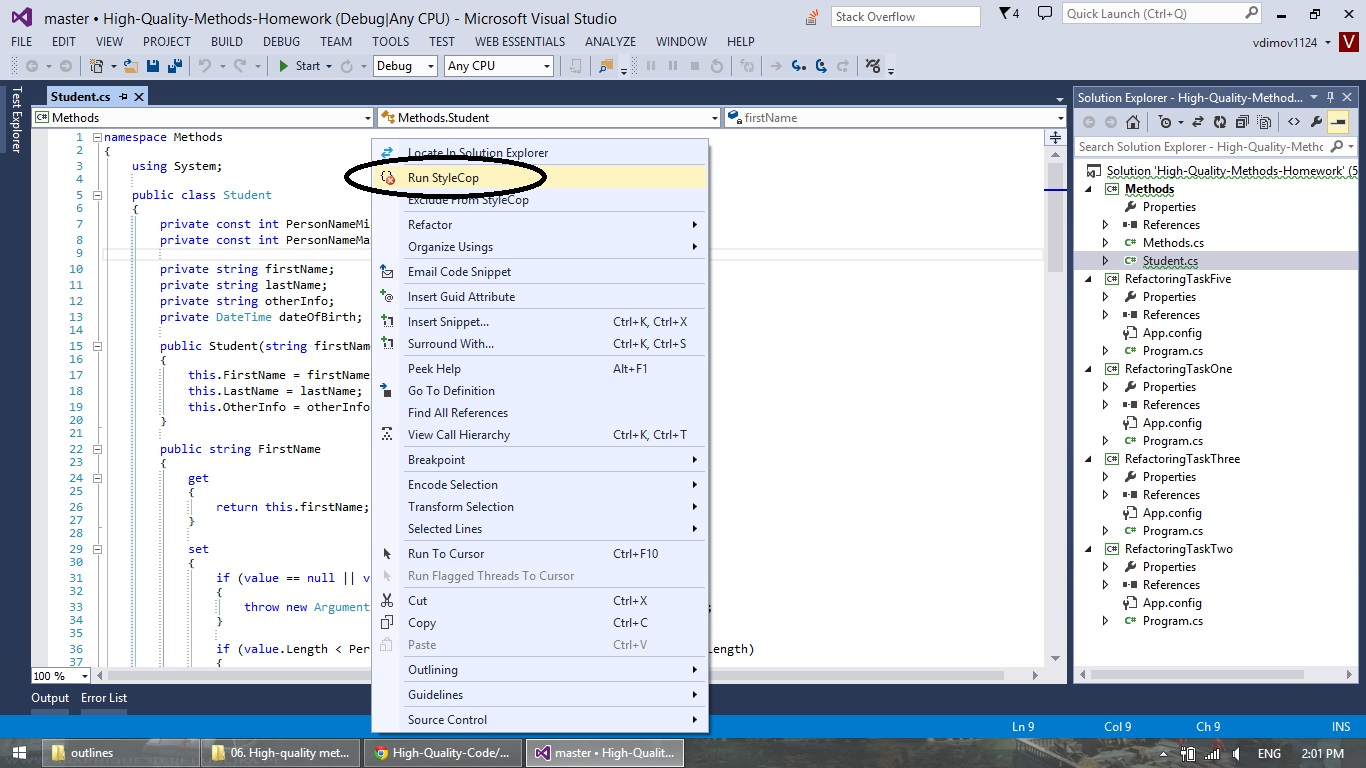 master • High-Quality-Methods-Homework (Debug|Any CPU) - Microsoft Visual Studio
Stack Overflow
4
Quick Launch (Ctrl+Q)
FILE EDIT VIEW PROJECT BUILD DEBUG TEAM TOOLS TEST WEB ESSENTIALS ANALYZE WINDOW HELP
vdimov1124 V
Start Debug Any CPU
Test Explorer
Student.cs
Methods Methods.Student firstName
1 namespace Methods
2 {
3 using System;
4
5 public class Student
6 {
7 private const int PersonNameMi
8 private const int PersonNameMa
9
10 private string firstName;
11 private string lastName;
12 private string otherInfo;
13 private DateTime dateOfBirth;
14
15 public Student(string firstNam
16 {
17 this.FirstName = firstName
18 this.LastName = lastName;
19 this.OtherInfo = otherInfo
20 }
21
22 public string FirstName
23 {
24 get
25 {
26 return this.firstName;
27 }
28
29 set
30 {
31 if (value == null || v
32 {
33 throw new Argument ;
34 }
35
36 if (value.Length < Per ength)
37 {
100 %
Locate In Solution Explorer
Run StyleCop
Exclude From StyleCop
Refactor
Organize Usings
Email Code Snippet
Insert Guid Attribute
Insert Snippet... Ctrl+K, Ctrl+X
Surround With... Ctrl+K, Ctrl+S
Peek Help Alt+F1
Go To Definition
Find All References
View Call Hierarchy Ctrl+K, Ctrl+T
Breakpoint
Encode Selection
Transform Selection
Selected Lines
Run To Cursor Ctrl+F10
Run Flagged Threads To Cursor
Cut Ctrl+X
Copy Ctrl+C
Paste Ctrl+V
Outlining
Guidelines
Source Control
Solution Explorer - High-Quality-Method...
Search Solution Explorer - High-Quality-Methc
Solution 'High-Quality-Methods-Homework' (5
C# Methods
Properties
References
C# Methods.cs
C# Student.cs
C# RefactoringTaskFive
Properties
References
App.config
C# Program.cs
C# RefactoringTaskOne
Properties
References
App.config
C# Program.cs
C# RefactoringTaskThree
Properties
References
App.config
C# Program.cs
C# RefactoringTaskTwo
Properties
References
App.config
C# Program.cs
Output Error List
Ln 9 Col 9 Ch 9 INS
outlines
06. High-quality met...
High-Quality-Code/...
master • High-Qualit...
ENG 2:01 PM